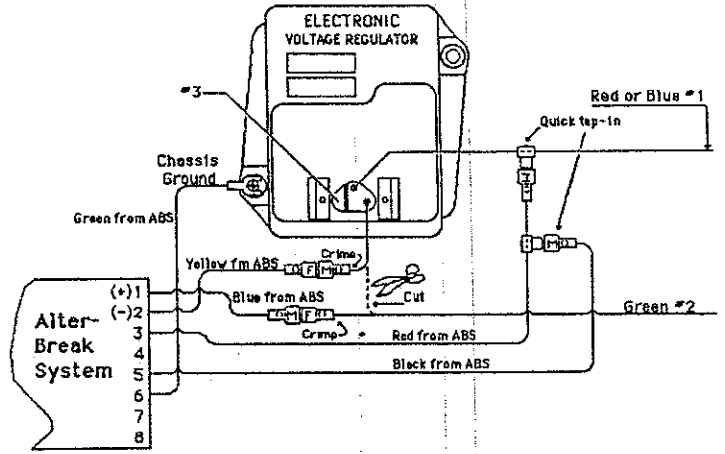 ELECTRONIC
VOLTAGE REGULATOR
#3
Red or Blue #1
Quick tap-in
Chassis
Ground
Green from ABS
Yellow fm ABS
Crimp
F M
Blue from ABS
M F
Crimp
Cut
Green #2
Red from ABS
Black from ABS
M
M
Alter-
Break
System
(+)1
(-)2
3
4
5
6
7
8